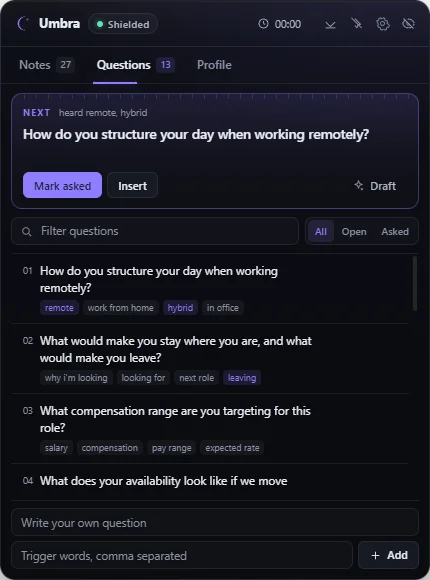 Umbra
Shielded
00:00
Notes 27
Questions 13
Profile
NEXT heard remote, hybrid
How do you structure your day when working remotely?
Mark asked
Insert
Draft
Filter questions
All
Open
Asked
01 How do you structure your day when working
remotely?
remote
work from home
hybrid
in office
02 What would make you stay where you are, and what
would make you leave?
why i'm looking
looking for
next role
leaving
03 What compensation range are you targeting for this
role?
salary
compensation
pay range
expected rate
04 What does your availability look like if we move
Write your own question
Trigger words, comma separated
+ Add